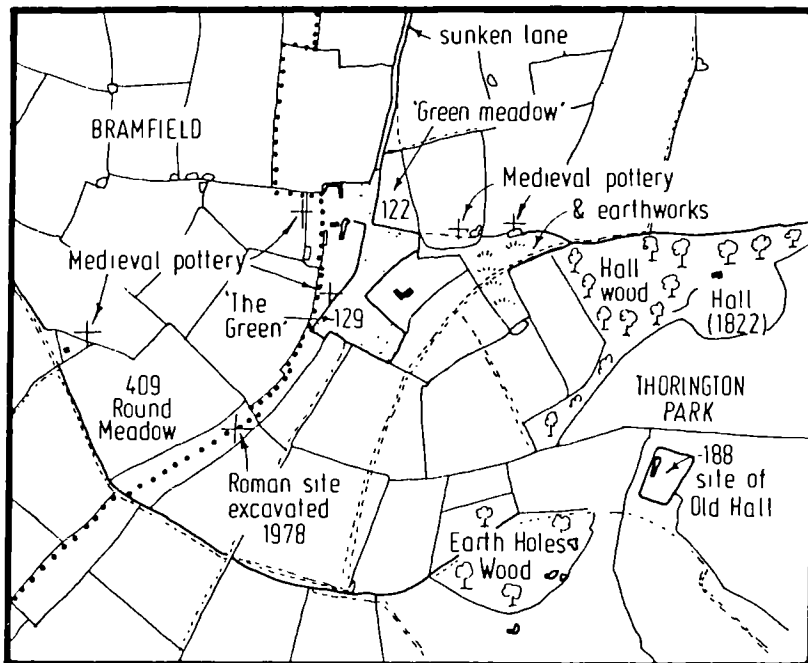 sunken lane
'Green meadow'
BRAMFIELD
122
Medieval pottery
& earthworks
Medieval pottery
Hall
wood
Hall
(1822)
'The
Green'
129
409
Round
Meadow
THORINGTON
PARK
188
site of
Old Hall
Roman site
excavated
1978
Earth Holes
Wood